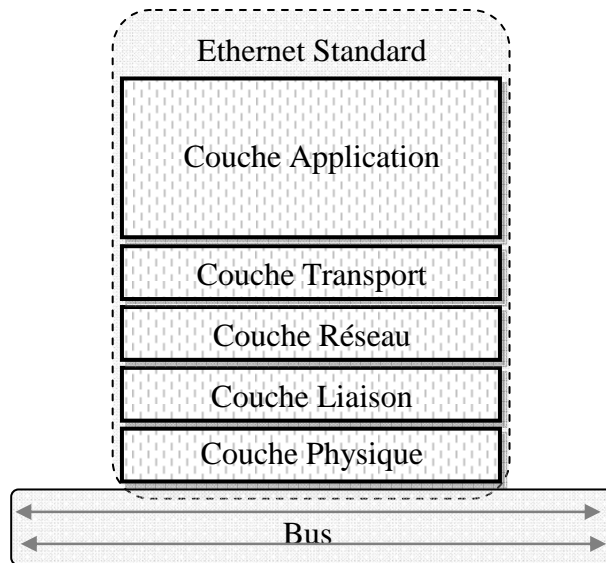 Ethernet Standard
Couche Application
Couche Transport
Couche Réseau
Couche Liaison
Couche Physique
Bus